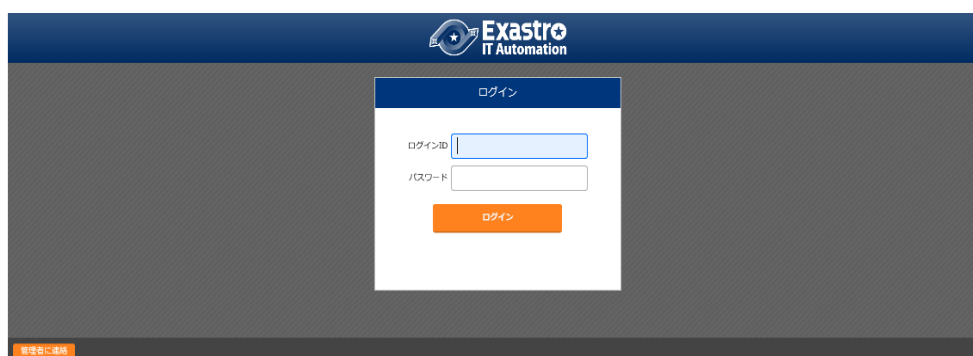 Exastro
IT Automation
ログイン
ログインID
パスワード
ログイン
管理者に連絡